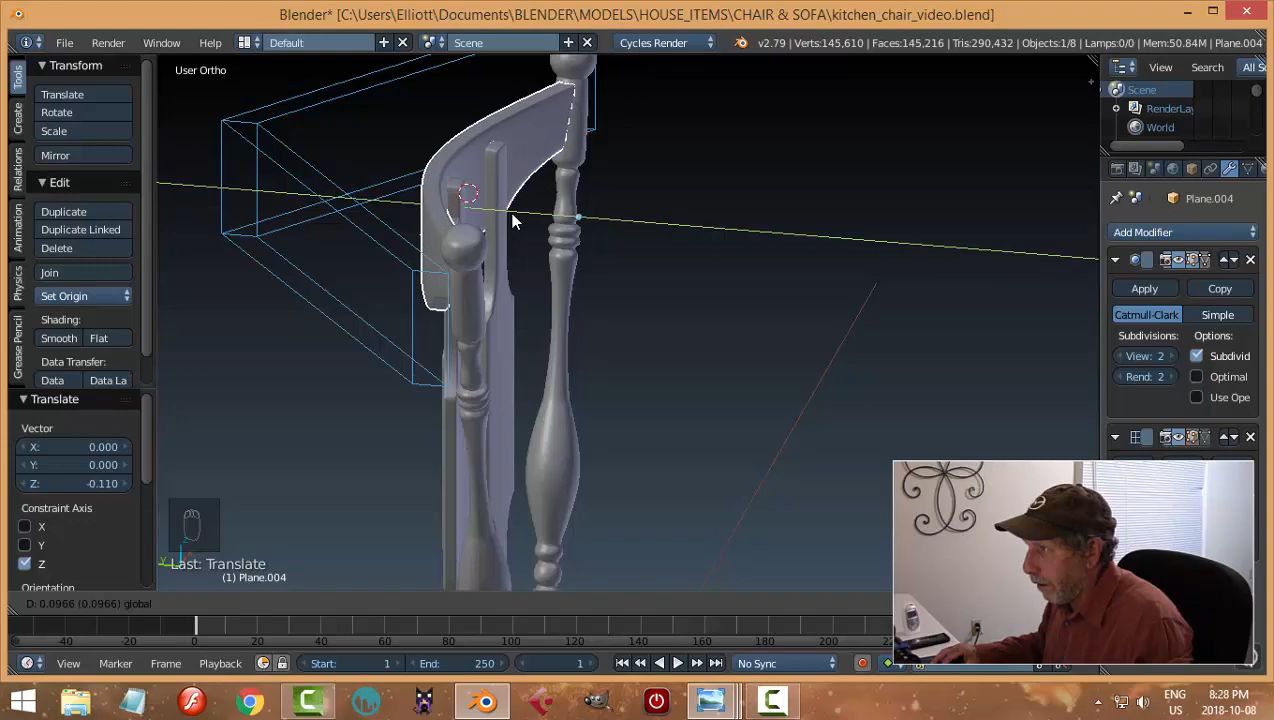 Blender* [C:\Users\Elliott\Documents\BLENDER\MODELS\HOUSE_ITEMS\CHAIR & SOFA\kitchen_chair_video.blend]
File Render Window Help Default Scene Cycles Render v2.79 | Verts:145,610 | Faces:145,216 | Tris:290,432 | Objects:1/8 | Lamps:0/0 | Mem:50.84M | Plane.004
Tools
Create
Relations
Animation
Physics
Grease Pencil
Transform
Translate
Rotate
Scale
Mirror
Edit
Duplicate
Duplicate Linked
Delete
Join
Set Origin
Shading:
Smooth Flat
Data Transfer:
Data Data La
Translate
Vector
X: 0.000
Y: 0.000
Z: -0.110
Constraint Axis
X
Y
Z
Orientation
User Ortho
Last: Translate
(1) Plane.004
D: 0.0966 (0.0966) global
View Search All S
Scene
RenderLay
World
Plane.004
Add Modifier
Apply Copy
Catmull-Clark Simple
Subdivisions: Options:
View: 2 Subdivid
Rend: 2 Optimal
Use Ope
-40 -20 0 20 40 60 80 100 120 140 160 180 200
View Marker Frame Playback Start: 1 End: 250 1 No Sync
ENG 8:28 PM
US 2018-10-08